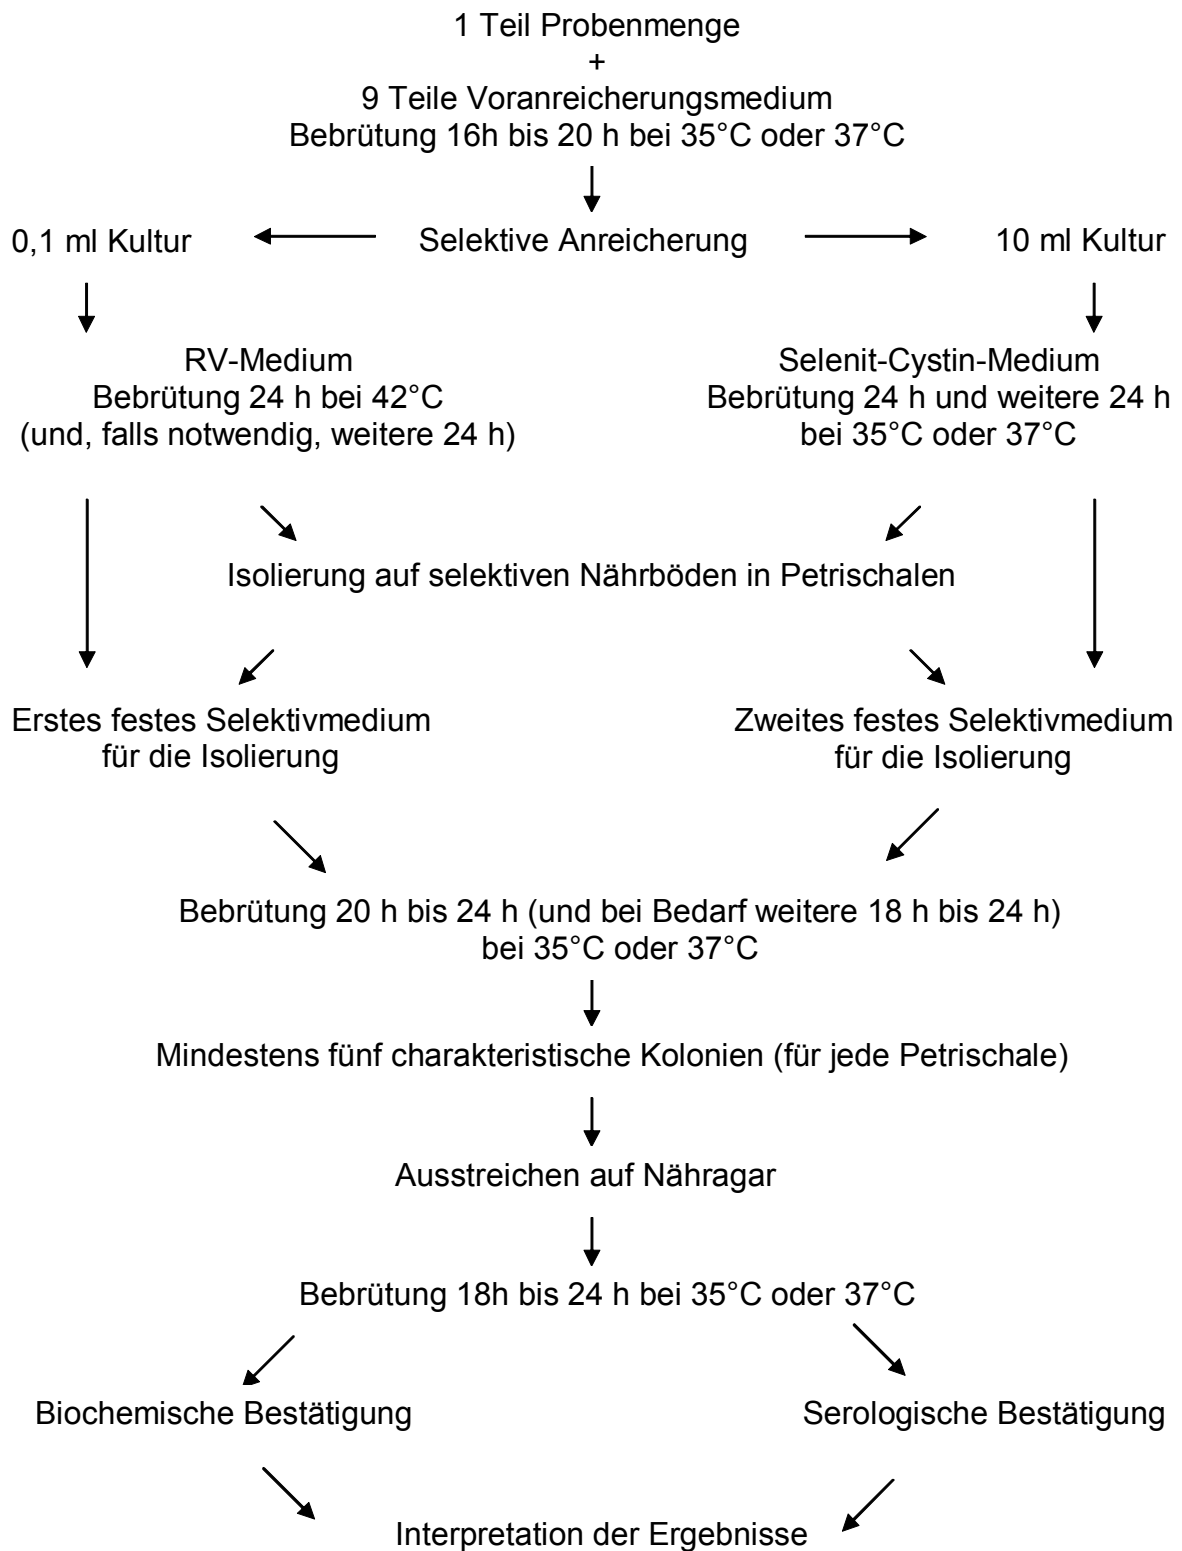 1 Teil Probenmenge
+
9 Teile Voranreicherungsmedium
Bebrütung 16h bis 20 h bei 35°C oder 37°C
0,1 ml Kultur
Selektive Anreicherung
10 ml Kultur
RV-Medium
Bebrütung 24 h bei 42°C
(und, falls notwendig, weitere 24 h)
Selenit-Cystin-Medium
Bebrütung 24 h und weitere 24 h
bei 35°C oder 37°C
Isolierung auf selektiven Nährböden in Petrischalen
Erstes festes Selektivmedium
für die Isolierung
Zweites festes Selektivmedium
für die Isolierung
Bebrütung 20 h bis 24 h (und bei Bedarf weitere 18 h bis 24 h)
bei 35°C oder 37°C
Mindestens fünf charakteristische Kolonien (für jede Petrischale)
Ausstreichen auf Nähragar
Bebrütung 18h bis 24 h bei 35°C oder 37°C
Biochemische Bestätigung
Serologische Bestätigung
Interpretation der Ergebnisse